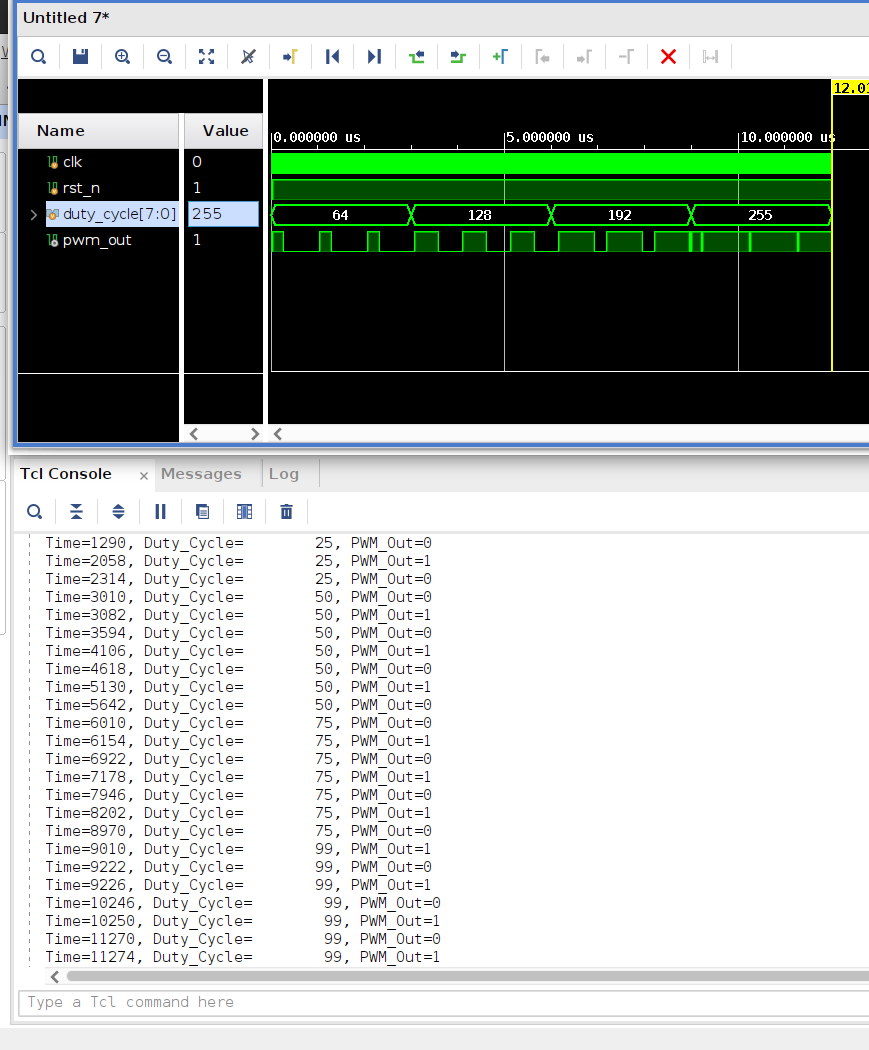 Untitled 7*
12.01
Name Value
0.000000 us 5.000000 us 10.000000 us
clk 0
rst_n 1
duty_cycle[7:0] 255 64 128 192 255
pwm_out 1
Tcl Console × Messages Log
Time=1290, Duty_Cycle= 25, PWM_Out=0
Time=2058, Duty_Cycle= 25, PWM_Out=1
Time=2314, Duty_Cycle= 25, PWM_Out=0
Time=3010, Duty_Cycle= 50, PWM_Out=0
Time=3082, Duty_Cycle= 50, PWM_Out=1
Time=3594, Duty_Cycle= 50, PWM_Out=0
Time=4106, Duty_Cycle= 50, PWM_Out=1
Time=4618, Duty_Cycle= 50, PWM_Out=0
Time=5130, Duty_Cycle= 50, PWM_Out=1
Time=5642, Duty_Cycle= 50, PWM_Out=0
Time=6010, Duty_Cycle= 75, PWM_Out=0
Time=6154, Duty_Cycle= 75, PWM_Out=1
Time=6922, Duty_Cycle= 75, PWM_Out=0
Time=7178, Duty_Cycle= 75, PWM_Out=1
Time=7946, Duty_Cycle= 75, PWM_Out=0
Time=8202, Duty_Cycle= 75, PWM_Out=1
Time=8970, Duty_Cycle= 75, PWM_Out=0
Time=9010, Duty_Cycle= 99, PWM_Out=1
Time=9222, Duty_Cycle= 99, PWM_Out=0
Time=9226, Duty_Cycle= 99, PWM_Out=1
Time=10246, Duty_Cycle= 99, PWM_Out=0
Time=10250, Duty_Cycle= 99, PWM_Out=1
Time=11270, Duty_Cycle= 99, PWM_Out=0
Time=11274, Duty_Cycle= 99, PWM_Out=1
Type a Tcl command here